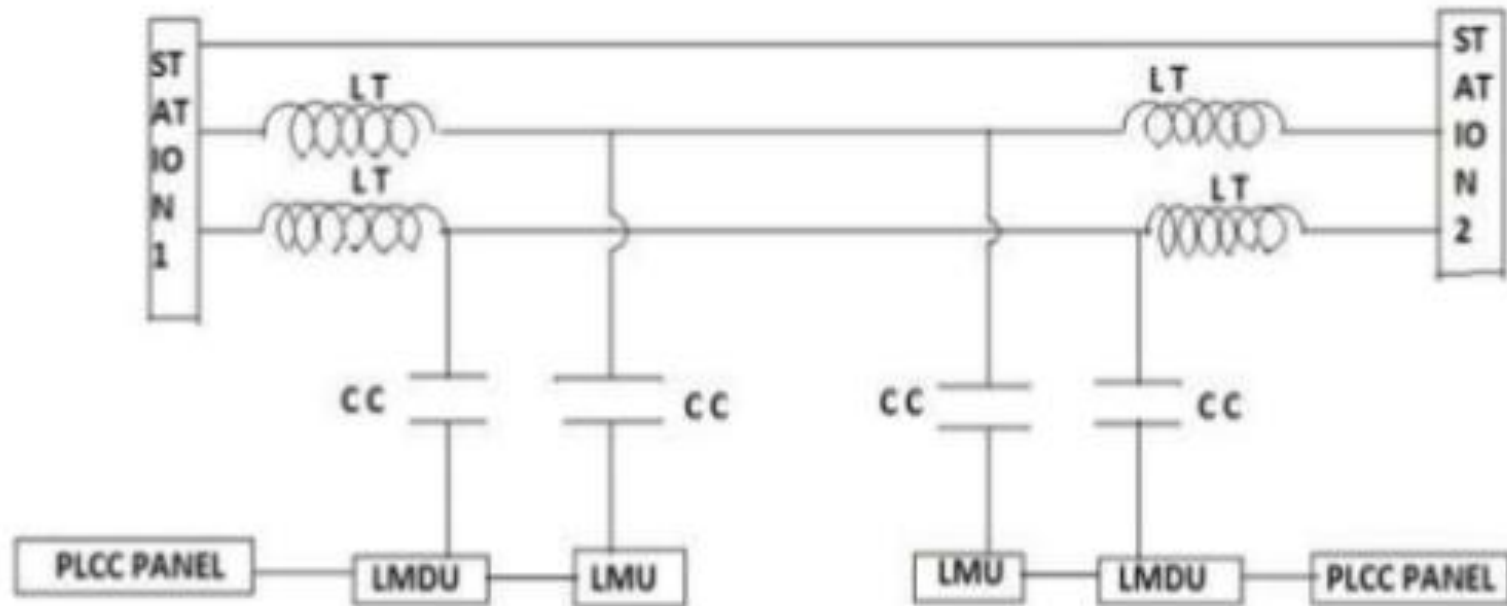 ST
AT
IO
N
1
LT
LT
LT
LT
ST
AT
IO
N
2
CC
CC
CC
CC
PLCC PANEL
LMDU
LMU
LMU
LMDU
PLCC PANEL